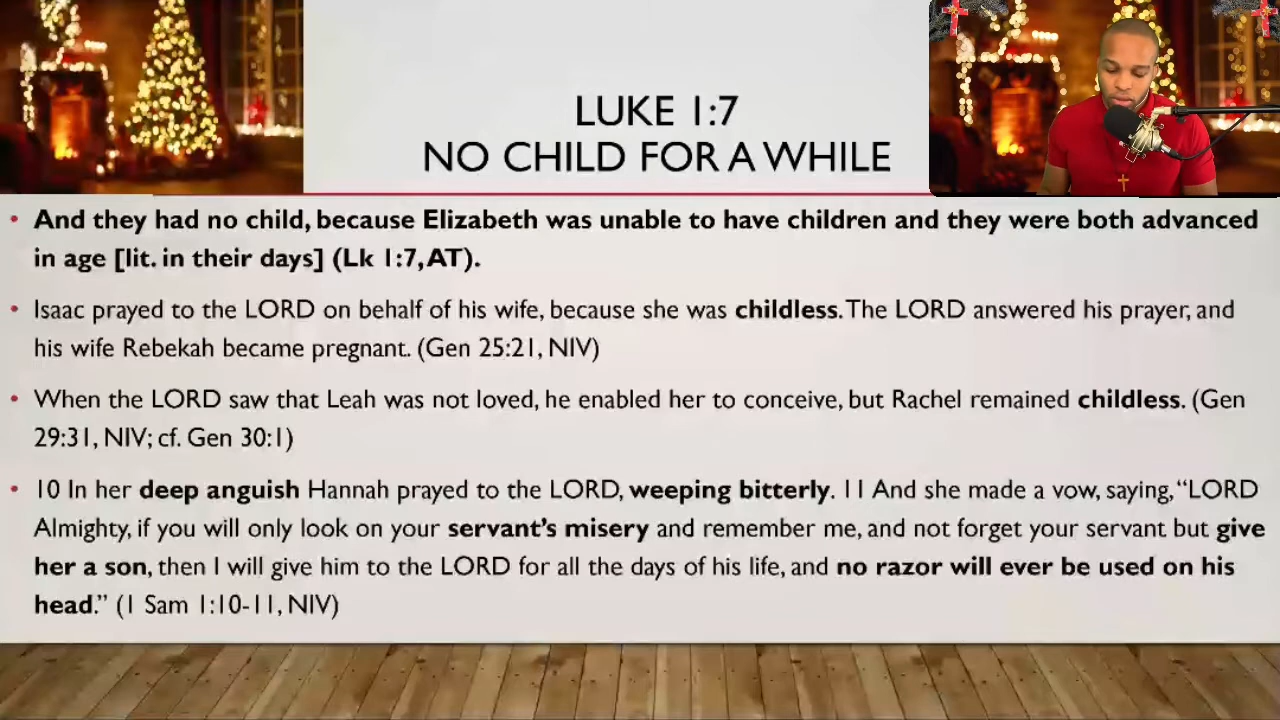 LUKE 1:7
NO CHILD FOR A WHILE
• And they had no child, because Elizabeth was unable to have children and they were both advanced
in age [lit. in their days] (Lk 1:7, AT).
• Isaac prayed to the LORD on behalf of his wife, because she was childless. The LORD answered his prayer, and
his wife Rebekah became pregnant. (Gen 25:21, NIV)
• When the LORD saw that Leah was not loved, he enabled her to conceive, but Rachel remained childless. (Gen
29:31, NIV; cf. Gen 30:1)
• 10 In her deep anguish Hannah prayed to the LORD, weeping bitterly. 11 And she made a vow, saying, “LORD
Almighty, if you will only look on your servant’s misery and remember me, and not forget your servant but give
her a son, then I will give him to the LORD for all the days of his life, and no razor will ever be used on his
head.” (1 Sam 1:10-11, NIV)